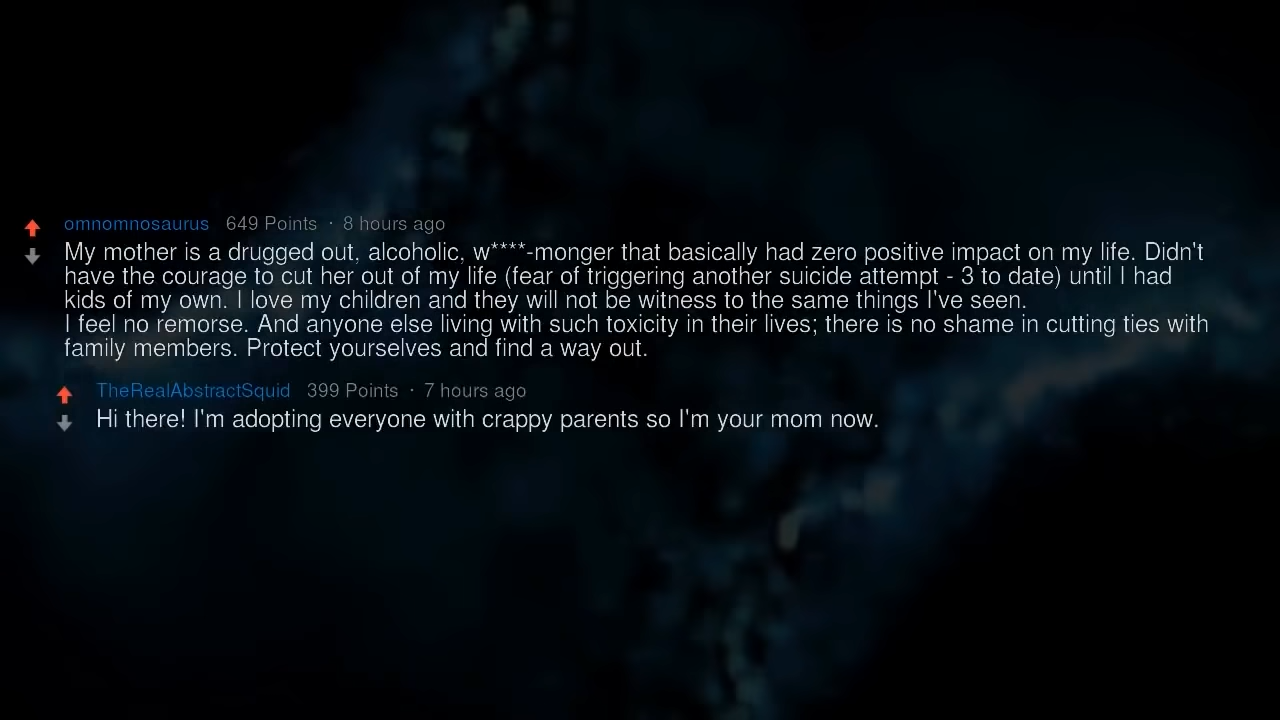 omnomnosaurus 649 Points · 8 hours ago
My mother is a drugged out, alcoholic, w****-monger that basically had zero positive impact on my life. Didn't
have the courage to cut her out of my life (fear of triggering another suicide attempt - 3 to date) until I had
kids of my own. I love my children and they will not be witness to the same things I've seen.
I feel no remorse. And anyone else living with such toxicity in their lives; there is no shame in cutting ties with
family members. Protect yourselves and find a way out.
TheRealAbstractSquid 399 Points · 7 hours ago
Hi there! I'm adopting everyone with crappy parents so I'm your mom now.